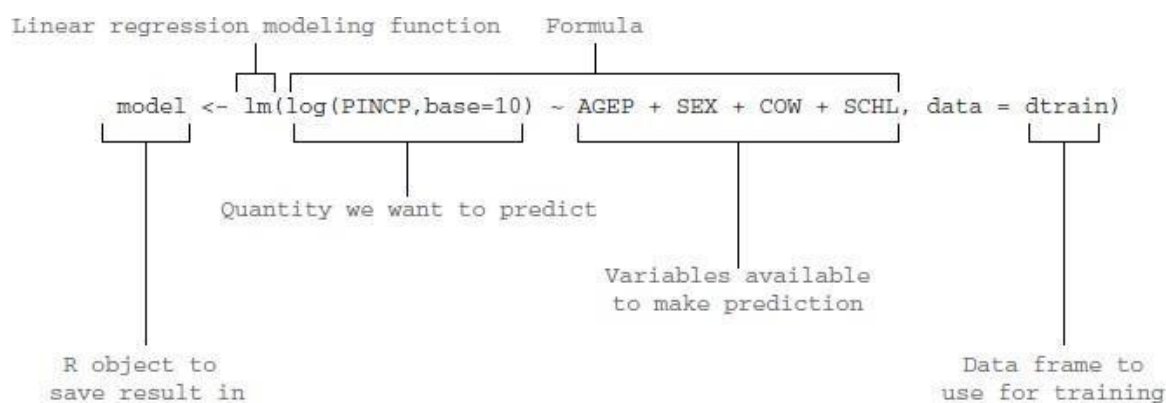 Linear regression modeling function Formula
model <- lm(log(PINCP,base=10) ~ AGEP + SEX + COW + SCHL, data = dtrain)
Quantity we want to predict
Variables available
to make prediction
R object to
save result in
Data frame to
use for training